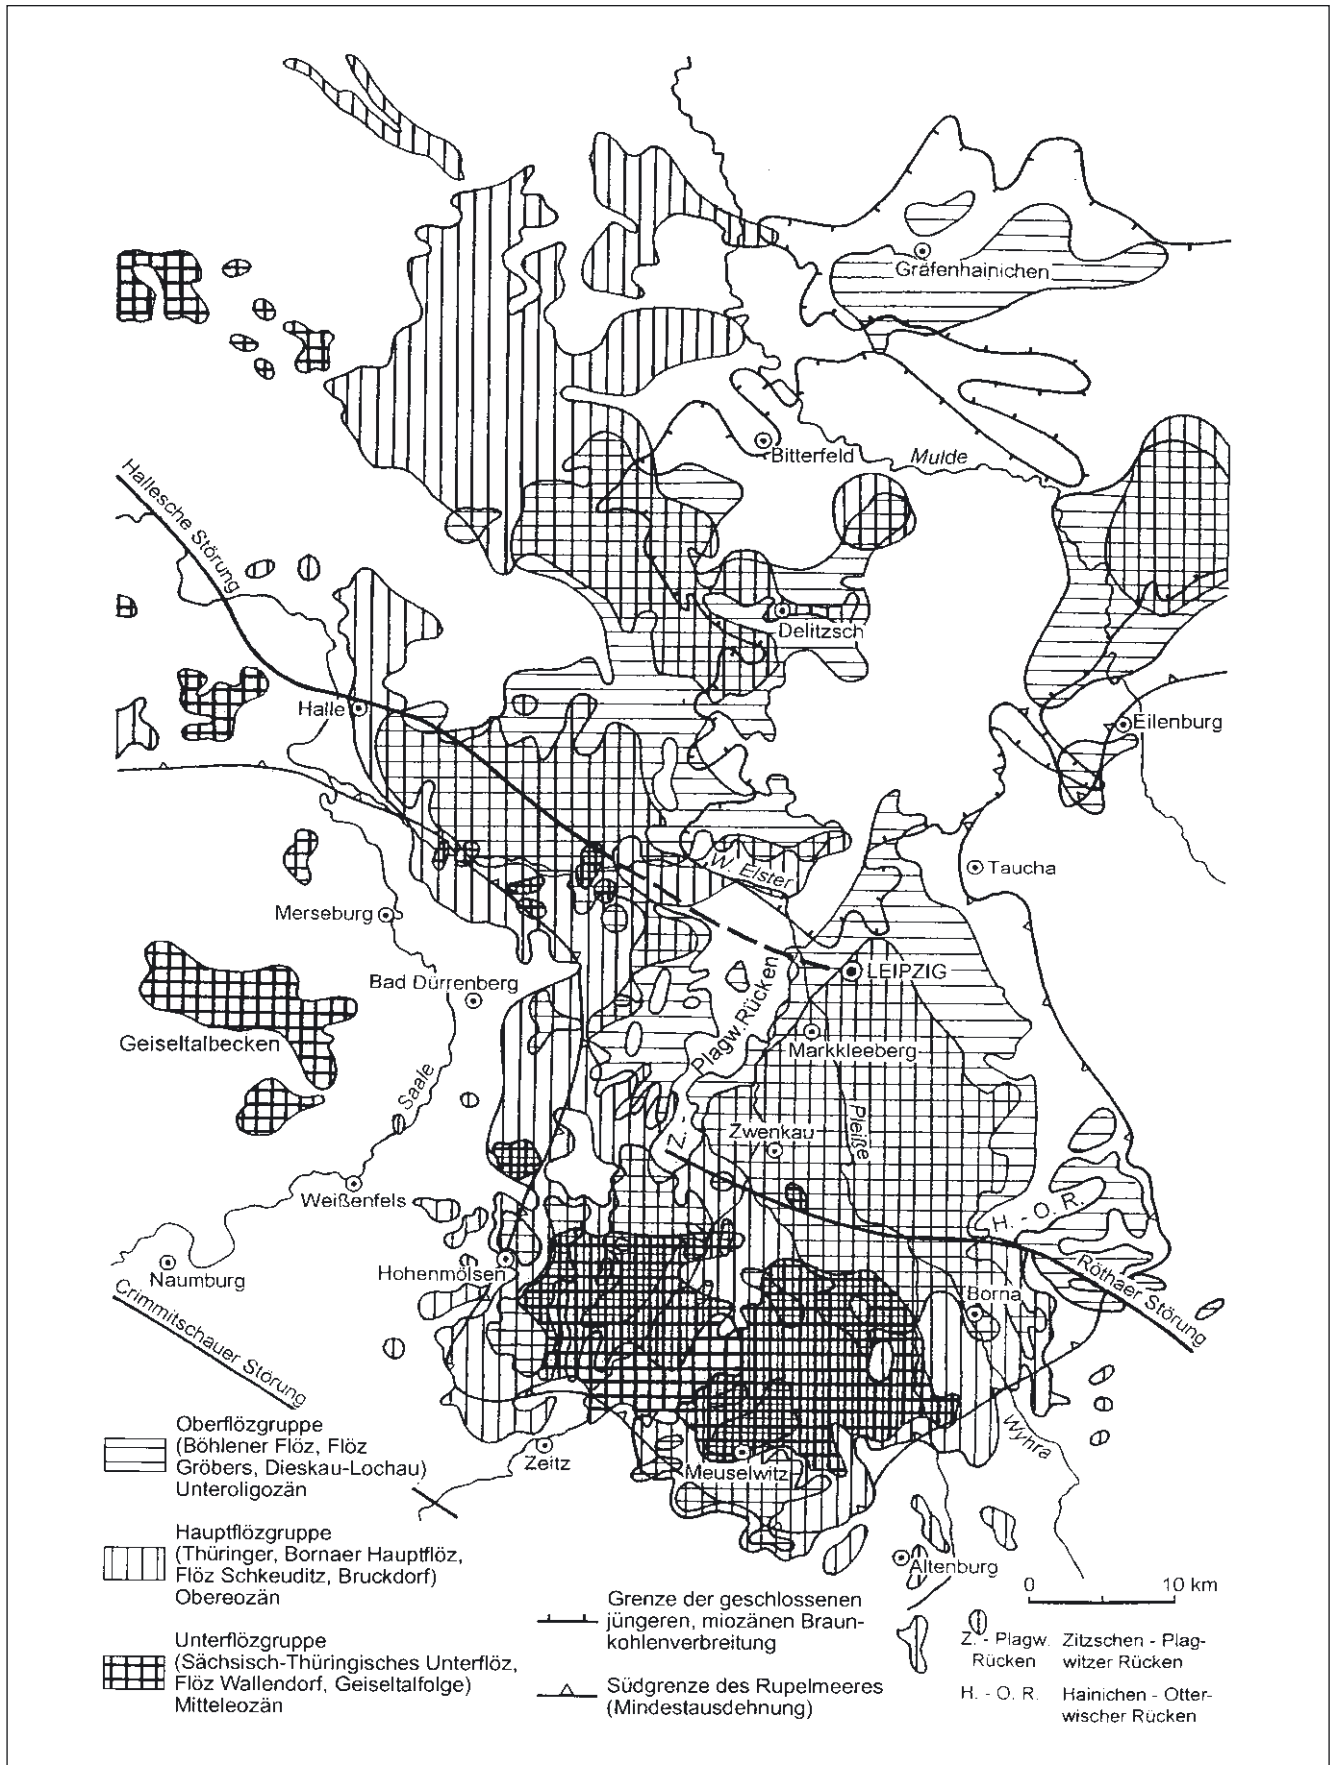 Gräfenhainichen
Bitterfeld
Mulde
Hallesche Störung
Delitzsch
Halle
Eilenburg
W. Elster
Taucha
Merseburg
LEIPZIG
Bad Dürrenberg
Z. - Plagw. Rücken
Markkleeberg
Geiseltalbecken
Saale
Pleiße
Zwenkau
Weißenfels
H. - O. R.
Naumburg
Hohenmölsen
Borna
Röthaer Störung
Crimmitschauer Störung
Wyhra
Zeitz
Meuselwitz
Altenburg
Oberflözgruppe
(Böhlener Flöz, Flöz
Gröbers, Dieskau-Lochau)
Unteroligozän
Hauptflözgruppe
(Thüringer, Bornaer Hauptflöz,
Flöz Schkeuditz, Bruckdorf)
Obereozän
Unterflözgruppe
(Sächsisch-Thüringisches Unterflöz,
Flöz Wallendorf, Geiseltalfolge)
Mitteleozän
Grenze der geschlossenen
jüngeren, miozänen Braun-
kohlenverbreitung
Südgrenze des Rupelmeeres
(Mindestausdehnung)
0 10 km
Z. - Plagw. Zitzschen - Plag-
Rücken witzer Rücken
H. - O. R. Hainichen - Otter-
wischer Rücken